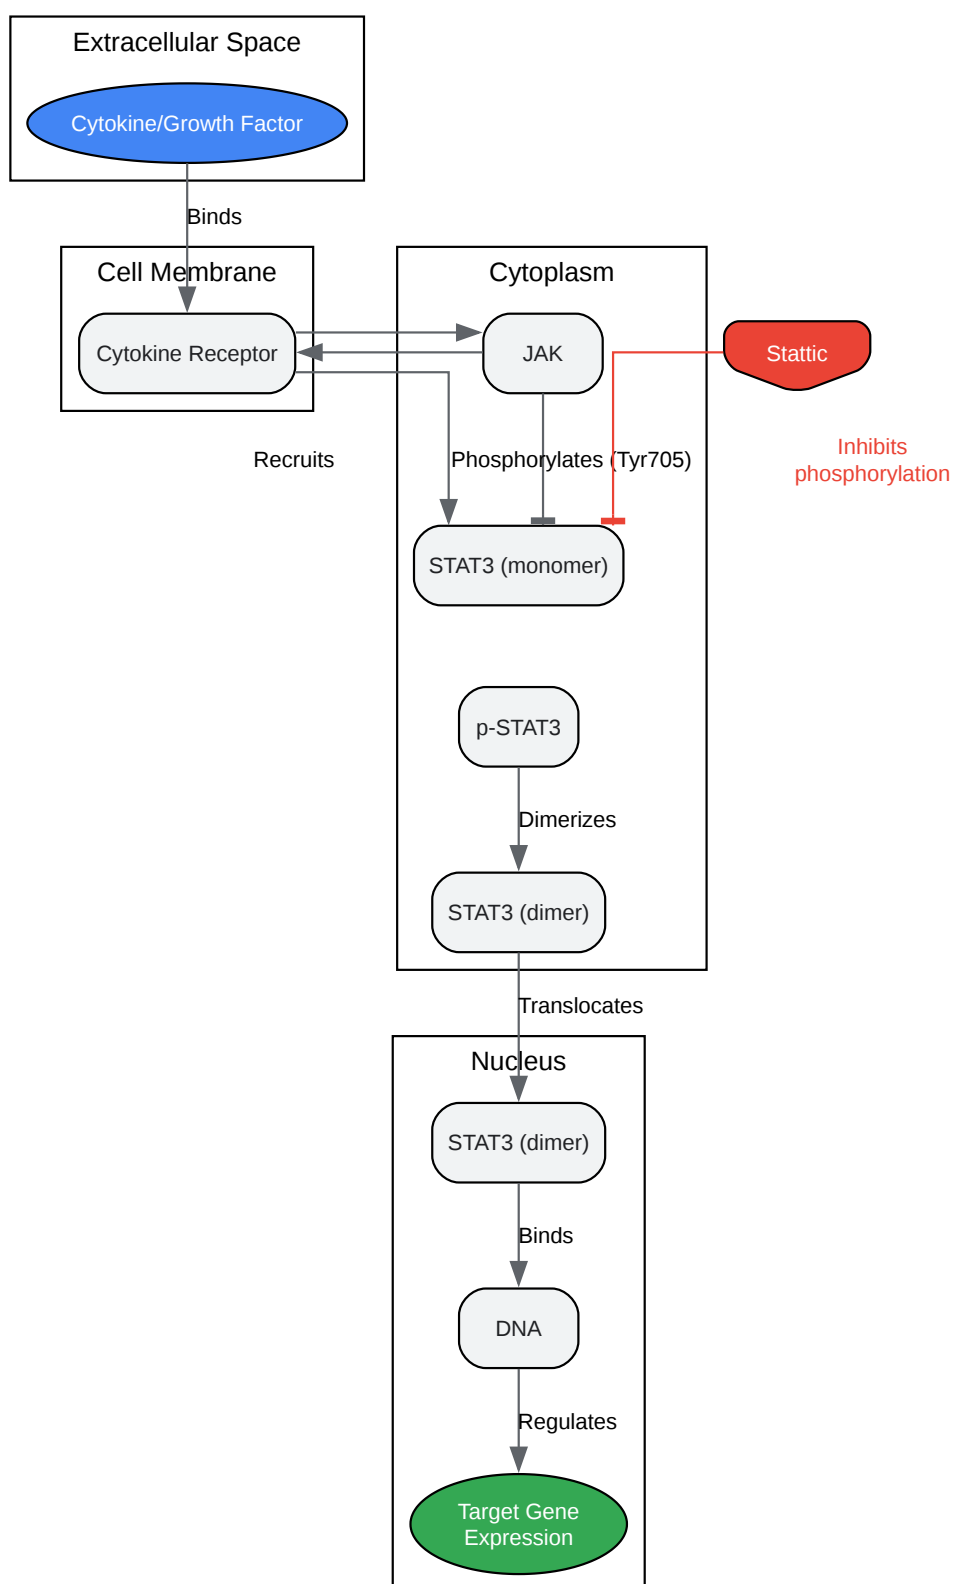 Extracellular Space
Cytokine/Growth Factor
Binds
Cell Membrane
Cytoplasm
Cytokine Receptor
JAK
Stattic
Recruits
Phosphorylates (Tyr705)
Inhibits
phosphorylation
STAT3 (monomer)
p-STAT3
Dimerizes
STAT3 (dimer)
Translocates
Nucleus
STAT3 (dimer)
Binds
DNA
Regulates
Target Gene
Expression